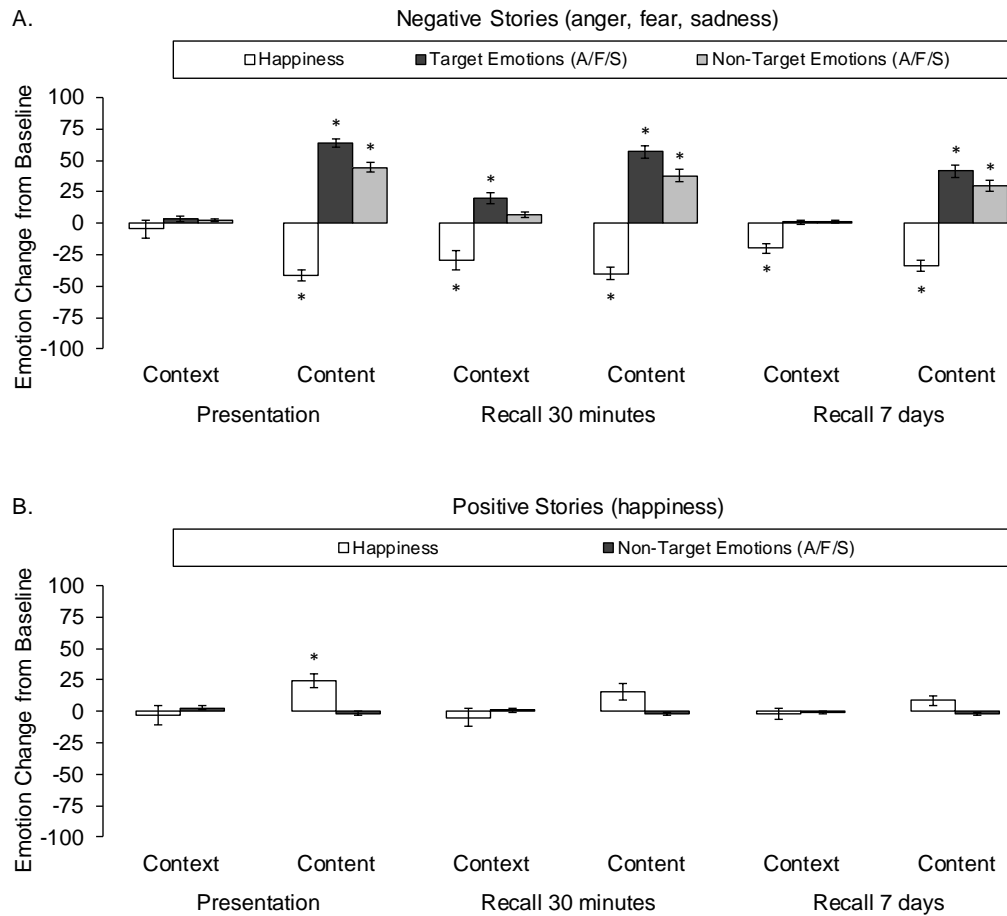 A.
Negative Stories (anger, fear, sadness)
Happiness Target Emotions (A/F/S) Non-Target Emotions (A/F/S)
Emotion Change from Baseline
100
75
50
25
0
-25
-50
-75
-100
* * * * * * * * * * * *
Context Content Context Content Context Content
Presentation Recall 30 minutes Recall 7 days
B.
Positive Stories (happiness)
Happiness Non-Target Emotions (A/F/S)
Emotion Change from Baseline
100
75
50
25
0
-25
-50
-75
-100
*
Context Content Context Content Context Content
Presentation Recall 30 minutes Recall 7 days